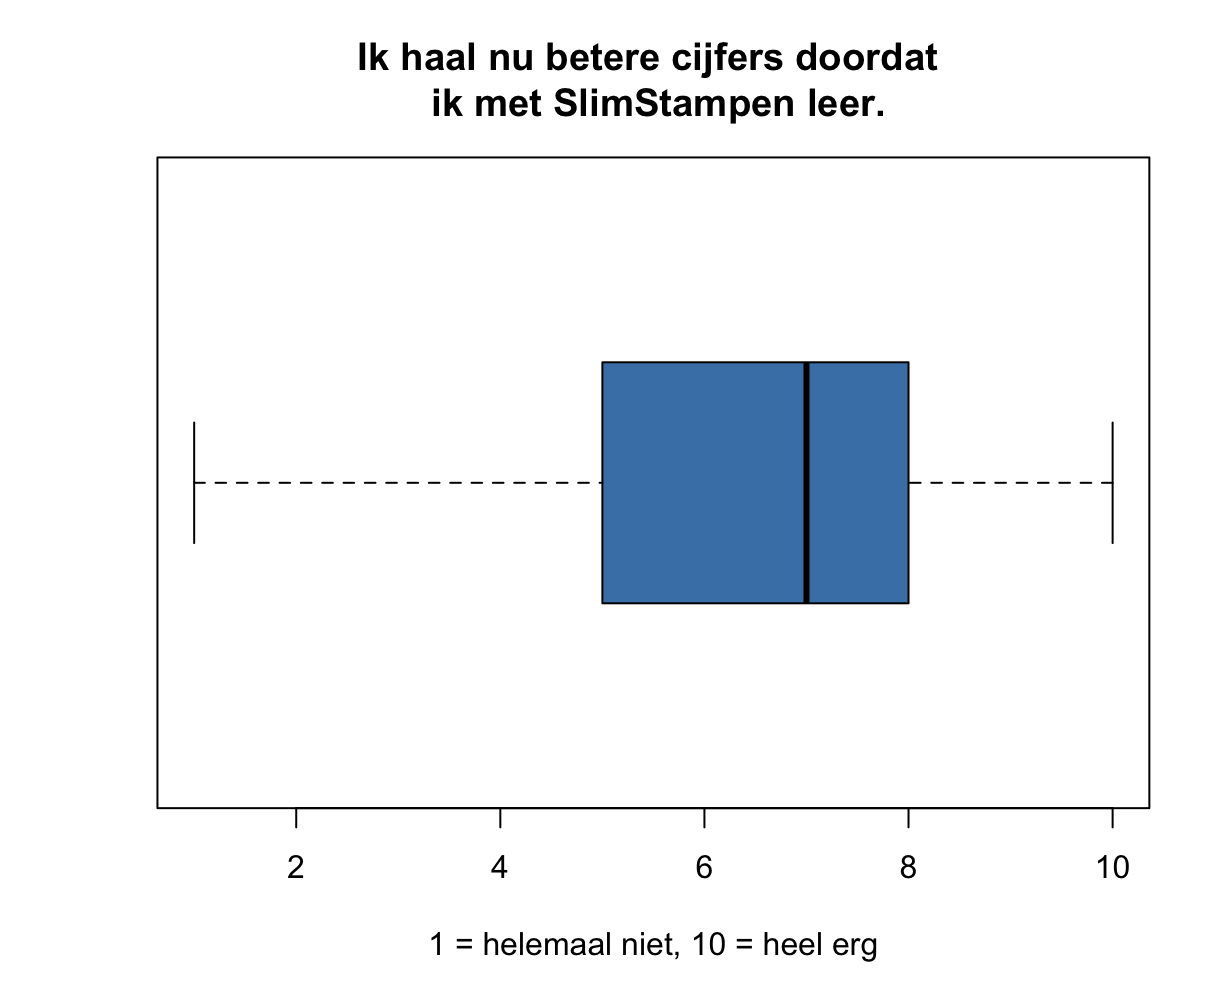 Ik haal nu betere cijfers doordat
ik met SlimStampen leer.
2 4 6 8 10
1 = helemaal niet, 10 = heel erg